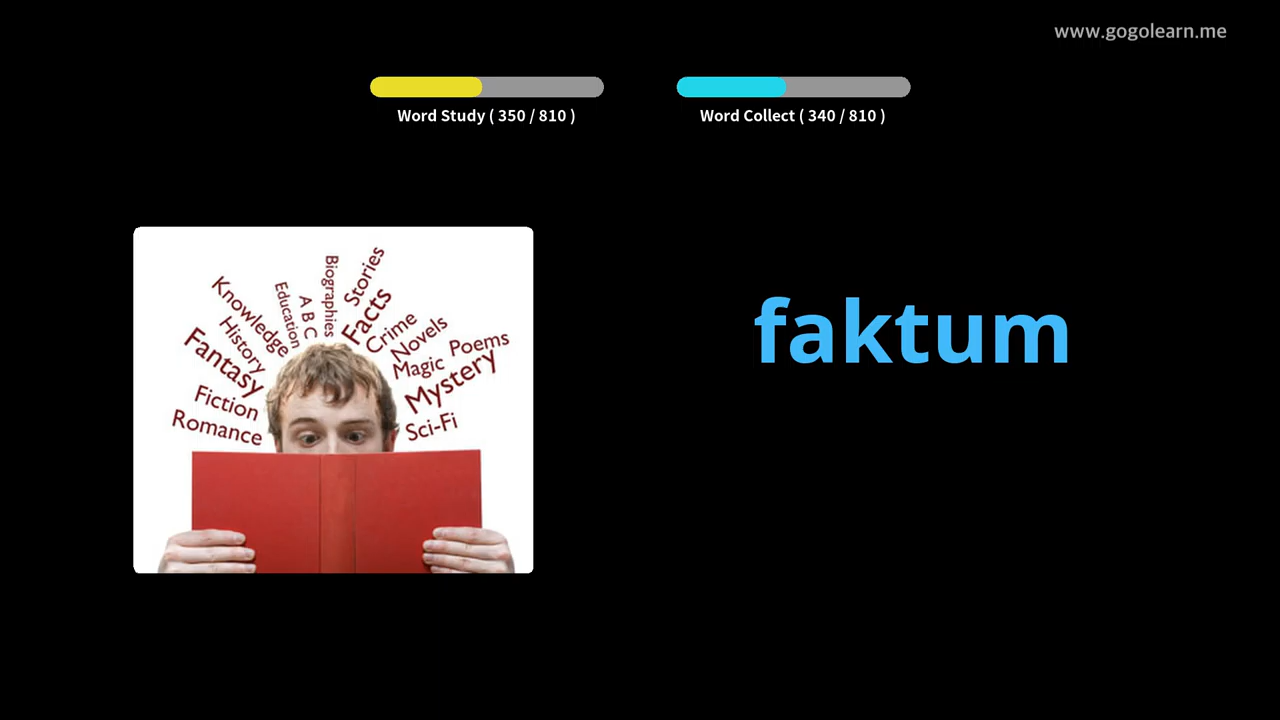 www.gogolearn.me
Word Study ( 350 / 810 )
Word Collect ( 340 / 810 )
faktum
Romance
Fiction
Fantasy
History
Knowledge
Education
A B C
Biographies
Stories
Facts
Crime
Novels
Magic
Poems
Mystery
Sci-Fi